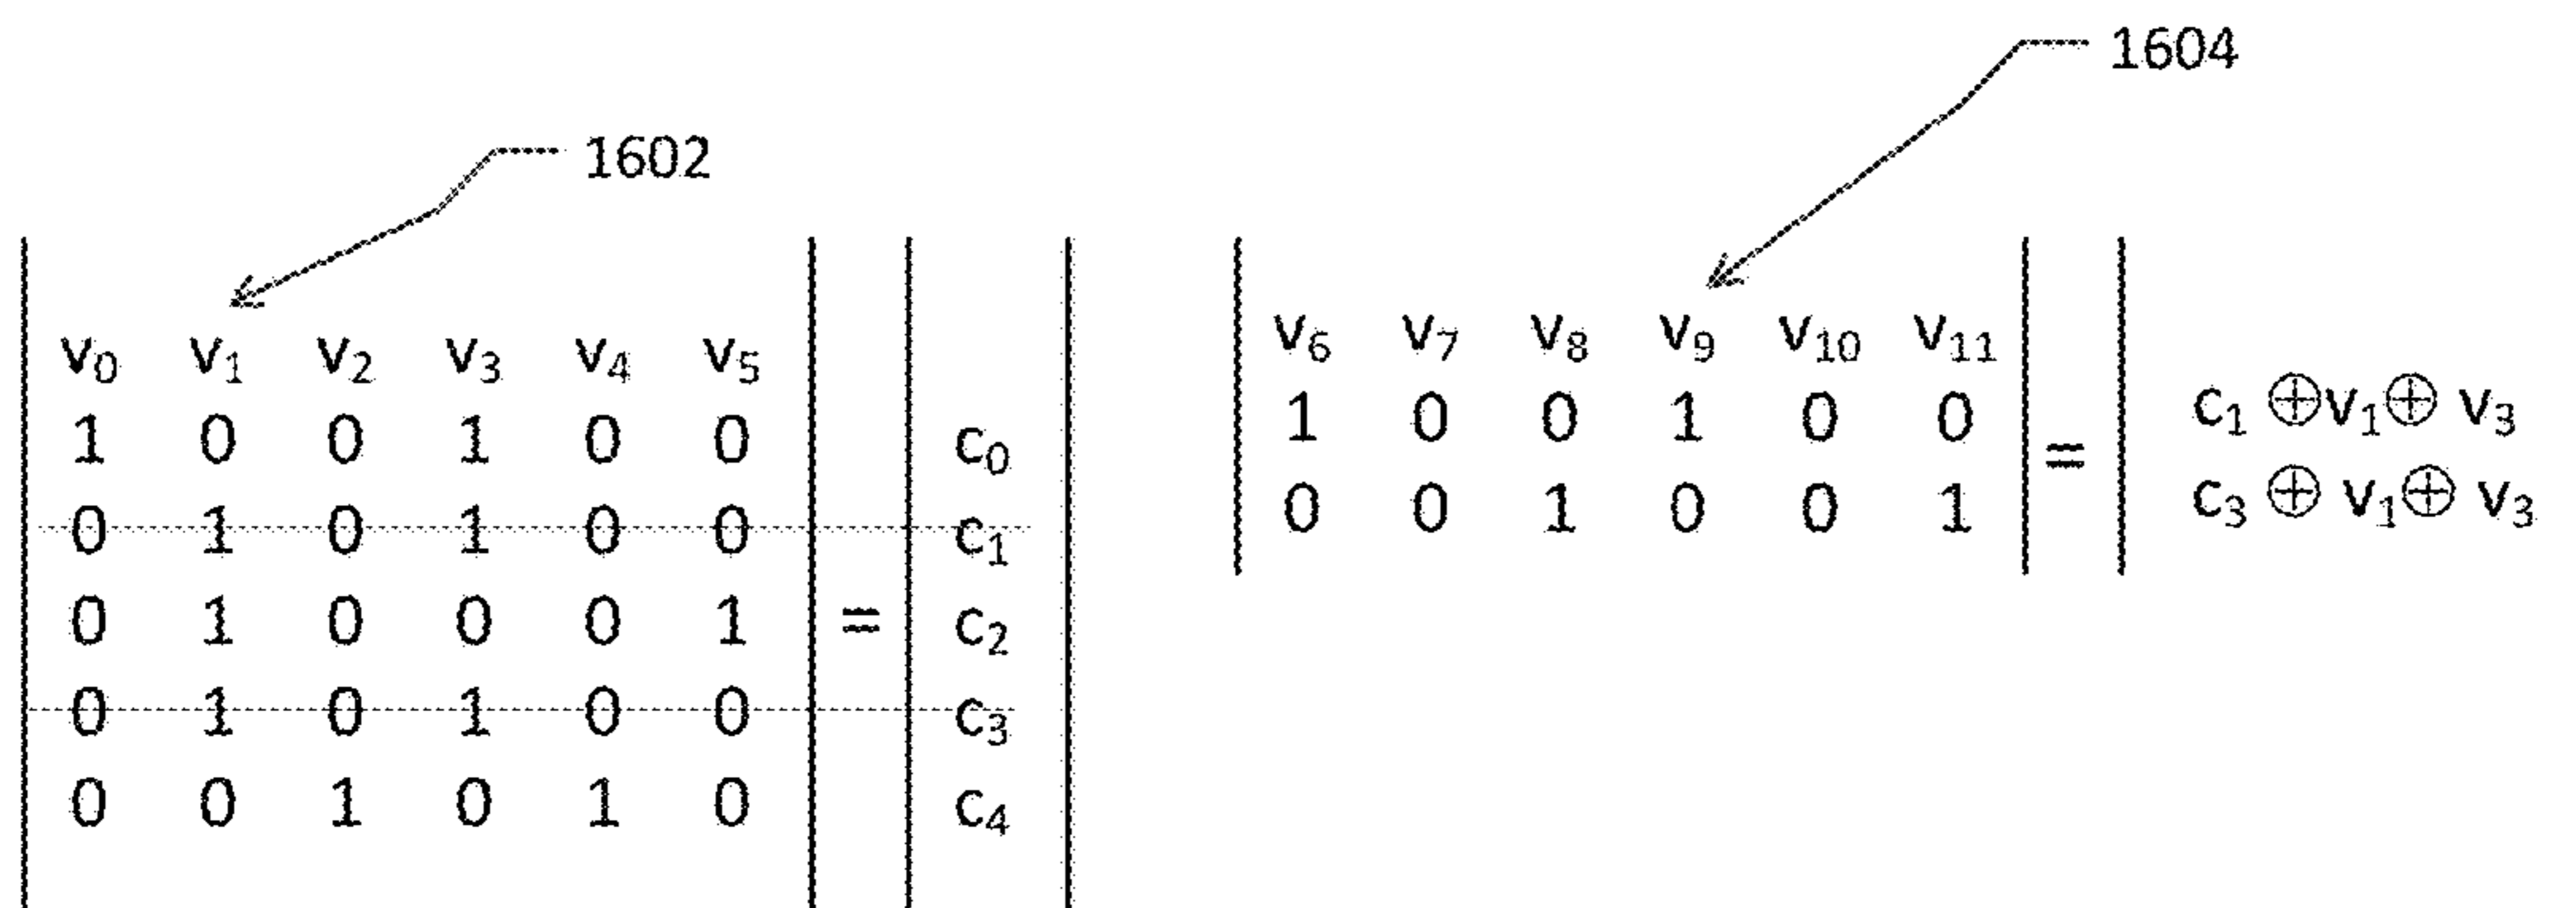 1604
1602
v₀ v₁ v₂ v₃ v₄ v₅
1 0 0 1 0 0 c₀
0 1 0 1 0 0 c₁
0 1 0 0 0 1 = c₂
0 1 0 1 0 0 c₃
0 0 1 0 1 0 c₄
v₆ v₇ v₈ v₉ v₁₀ v₁₁
1 0 0 1 0 0 = c₁ ⊕ v₁ ⊕ v₃
0 0 1 0 0 1 c₃ ⊕ v₁ ⊕ v₃